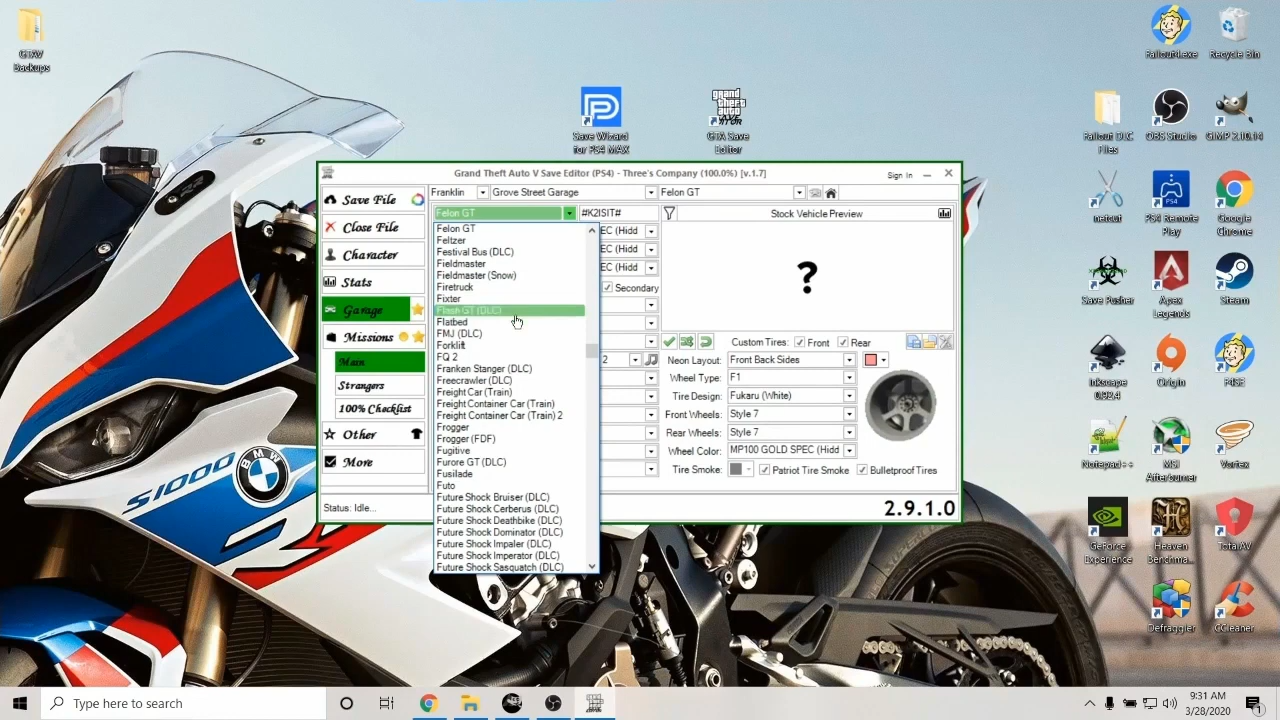 GTAV
Backups
Save Wizard
for PS4 MAX
GTA Save
Editor
Fallout4.exe
Recycle Bin
Fallout DLC
Files
OBS Studio
GIMP 2.10.14
netcut
PSX Remote
Play
Google
Chrome
Save Pusher
Apex
Legends
Steam
Inkscape
0.92.4
Origin
Notepad++
MSI
Afterburner
Vortex
GeForce
Experience
Heaven
Benchma...
TotalAV
Defraggler
CCleaner
S1000
BMW
Grand Theft Auto V Save Editor (PS4) - Three's Company (100.0%) [v.1.7]
Sign In
Save File
Close File
Character
Stats
Garage
Missions
Main
Strangers
100% Checklist
Other
More
Status: Idle...
Franklin
Grove Street Garage
Felon GT
Felon GT
#K2ISIT#
Stock Vehicle Preview
?
Felon GT
Feltzer
Festival Bus (DLC)
Fieldmaster
Fieldmaster (Snow)
Firetruck
Fixter
Flash GT (DLC)
Flatbed
FMJ (DLC)
Forklift
FQ 2
Franken Stanger (DLC)
Freecrawler (DLC)
Freight Car (Train)
Freight Container Car (Train)
Freight Container Car (Train) 2
Frogger
Frogger (FDF)
Fugitive
Furore GT (DLC)
Fusilade
Futo
Future Shock Bruiser (DLC)
Future Shock Cerberus (DLC)
Future Shock Deathbike (DLC)
Future Shock Dominator (DLC)
Future Shock Impaler (DLC)
Future Shock Imperator (DLC)
Future Shock Sasquatch (DLC)
EC (Hidd
EC (Hidd
EC (Hidd
Secondary
2
Custom Tires:
Front
Rear
Neon Layout:
Front Back Sides
Wheel Type:
F1
Tire Design:
Fukaru (White)
Front Wheels:
Style 7
Rear Wheels:
Style 7
Wheel Color:
MP100 GOLD SPEC (Hidd
Tire Smoke:
Patriot Tire Smoke
Bulletproof Tires
2.9.1.0
Type here to search
9:31 AM
3/28/2020
1